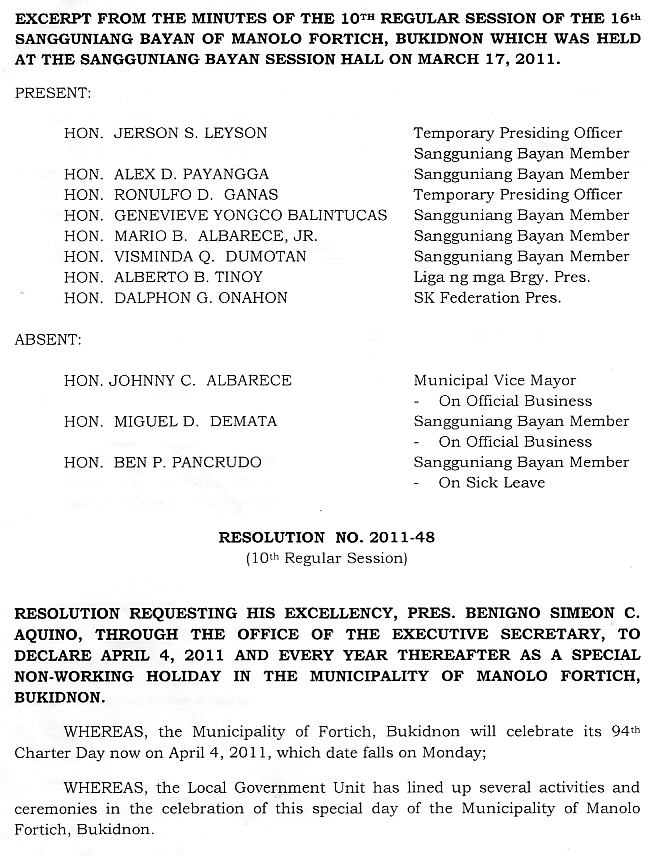 EXCERPT FROM THE MINUTES OF THE 10TH REGULAR SESSION OF THE 16th
SANGGUNIANG BAYAN OF MANOLO FORTICH, BUKIDNON WHICH WAS HELD
AT THE SANGGUNIANG BAYAN SESSION HALL ON MARCH 17, 2011.
PRESENT:
HON. JERSON S. LEYSON Temporary Presiding Officer
Sangguniang Bayan Member
HON. ALEX D. PAYANGGA Sangguniang Bayan Member
HON. RONULFO D. GANAS Temporary Presiding Officer
HON. GENEVIEVE YONGCO BALINTUCAS Sangguniang Bayan Member
HON. MARIO B. ALBARECE, JR. Sangguniang Bayan Member
HON. VISMINDA Q. DUMOTAN Sangguniang Bayan Member
HON. ALBERTO B. TINOY Liga ng mga Brgy. Pres.
HON. DALPHON G. ONAHON SK Federation Pres.
ABSENT:
HON. JOHNNY C. ALBARECE Municipal Vice Mayor
- On Official Business
HON. MIGUEL D. DEMATA Sangguniang Bayan Member
- On Official Business
HON. BEN P. PANCRUDO Sangguniang Bayan Member
- On Sick Leave
RESOLUTION NO. 2011-48
(10th Regular Session)
RESOLUTION REQUESTING HIS EXCELLENCY, PRES. BENIGNO SIMEON C.
AQUINO, THROUGH THE OFFICE OF THE EXECUTIVE SECRETARY, TO
DECLARE APRIL 4, 2011 AND EVERY YEAR THEREAFTER AS A SPECIAL
NON-WORKING HOLIDAY IN THE MUNICIPALITY OF MANOLO FORTICH,
BUKIDNON.
WHEREAS, the Municipality of Fortich, Bukidnon will celebrate its 94th
Charter Day now on April 4, 2011, which date falls on Monday;
WHEREAS, the Local Government Unit has lined up several activities and
ceremonies in the celebration of this special day of the Municipality of Manolo
Fortich, Bukidnon.